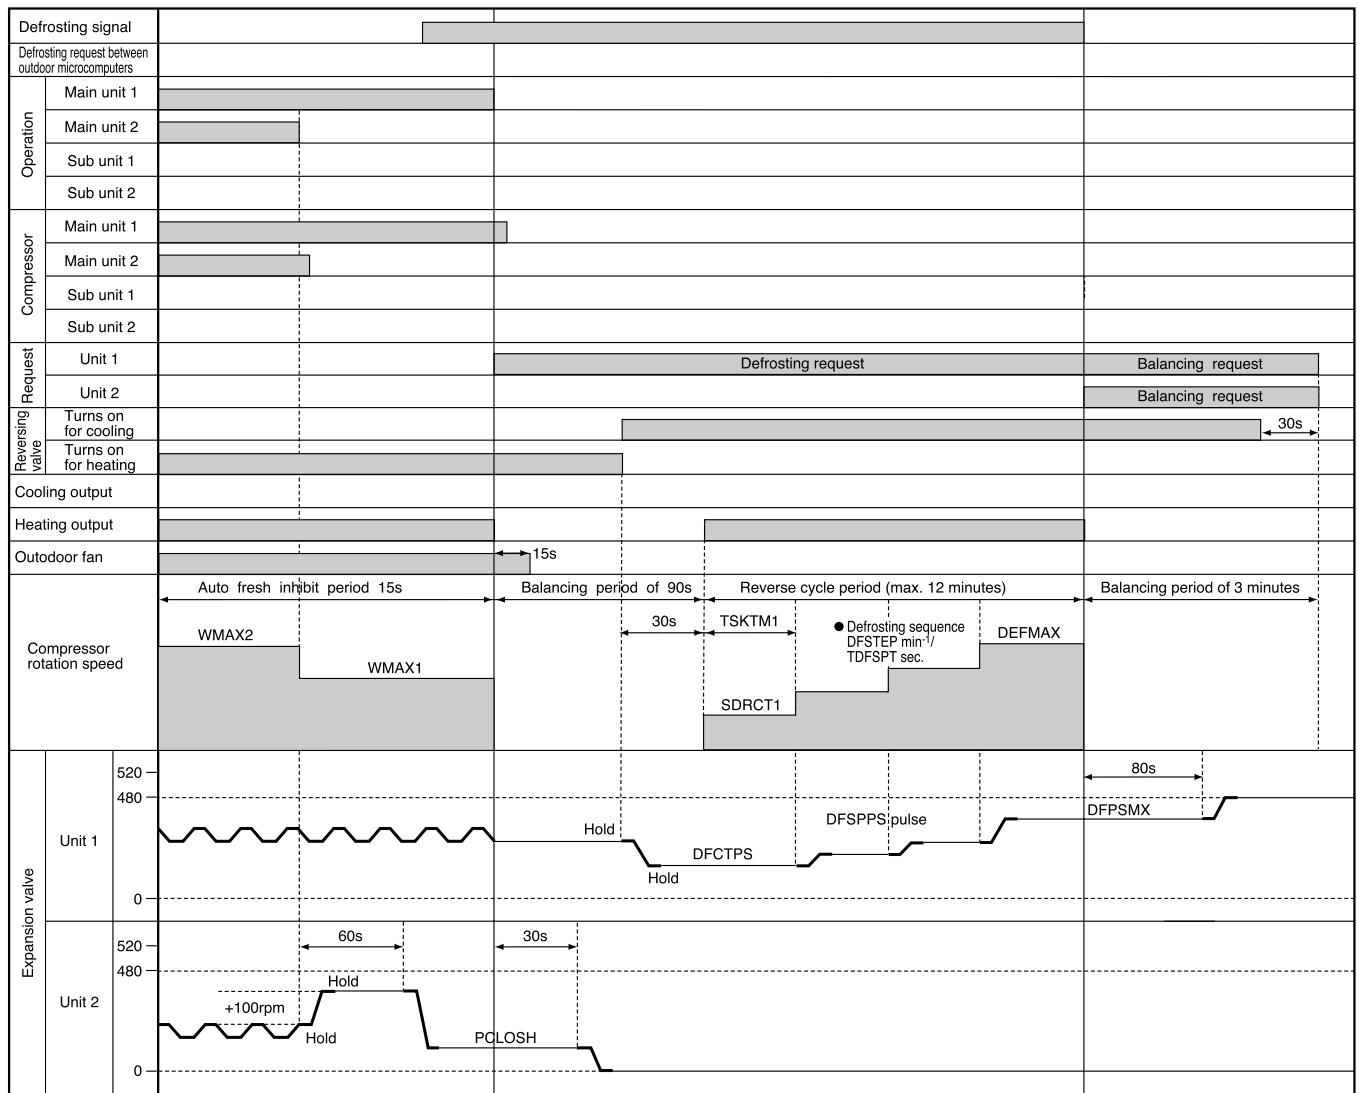 Defrosting signal
Defrosting request between
outdoor microcomputers
Operation
Main unit 1
Main unit 2
Sub unit 1
Sub unit 2
Compressor
Main unit 1
Main unit 2
Sub unit 1
Sub unit 2
Request
Unit 1
Defrosting request
Balancing request
Unit 2
Balancing request
Reversing
valve
Turns on
for cooling
30s
Turns on
for heating
Cooling output
Heating output
Outodoor fan
15s
Auto fresh inhibit period 15s
Balancing period of 90s
Reverse cycle period (max. 12 minutes)
Balancing period of 3 minutes
Compressor
rotation speed
WMAX2
WMAX1
30s
TSKTM1
SDRCT1
● Defrosting sequence
DFSTEP min-1/
TDFSPT sec.
DEFMAX
Expansion valve
Unit 1
520
480
0
Hold
Hold
DFCTPS
DFSPPS pulse
80s
DFPSMX
Unit 2
520
480
0
60s
30s
Hold
+100rpm
Hold
PCLOSH